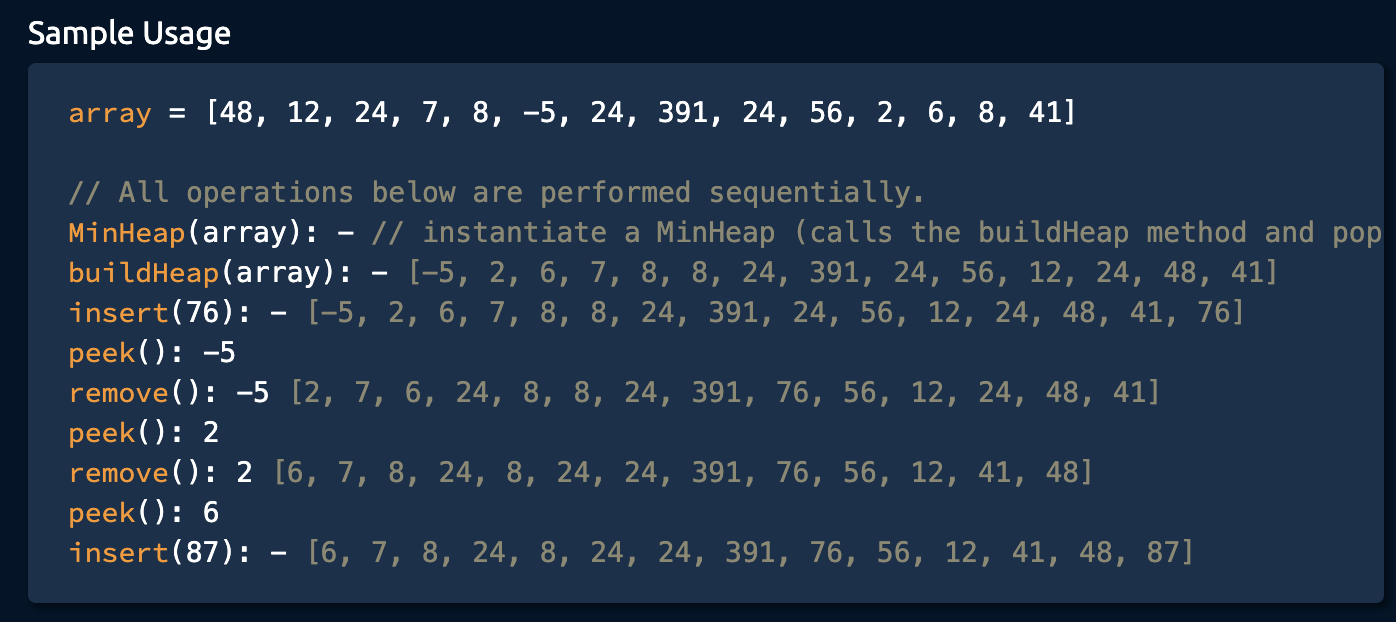 Sample Usage
array = [48, 12, 24, 7, 8, -5, 24, 391, 24, 56, 2, 6, 8, 41]
// All operations below are performed sequentially.
MinHeap(array): - // instantiate a MinHeap (calls the buildHeap method and pop
buildHeap(array): - [-5, 2, 6, 7, 8, 8, 24, 391, 24, 56, 12, 24, 48, 41]
insert(76): - [-5, 2, 6, 7, 8, 8, 24, 391, 24, 56, 12, 24, 48, 41, 76]
peek(): -5
remove(): -5 [2, 7, 6, 24, 8, 8, 24, 391, 76, 56, 12, 24, 48, 41]
peek(): 2
remove(): 2 [6, 7, 8, 24, 8, 24, 24, 391, 76, 56, 12, 41, 48]
peek(): 6
insert(87): - [6, 7, 8, 24, 8, 24, 24, 391, 76, 56, 12, 41, 48, 87]